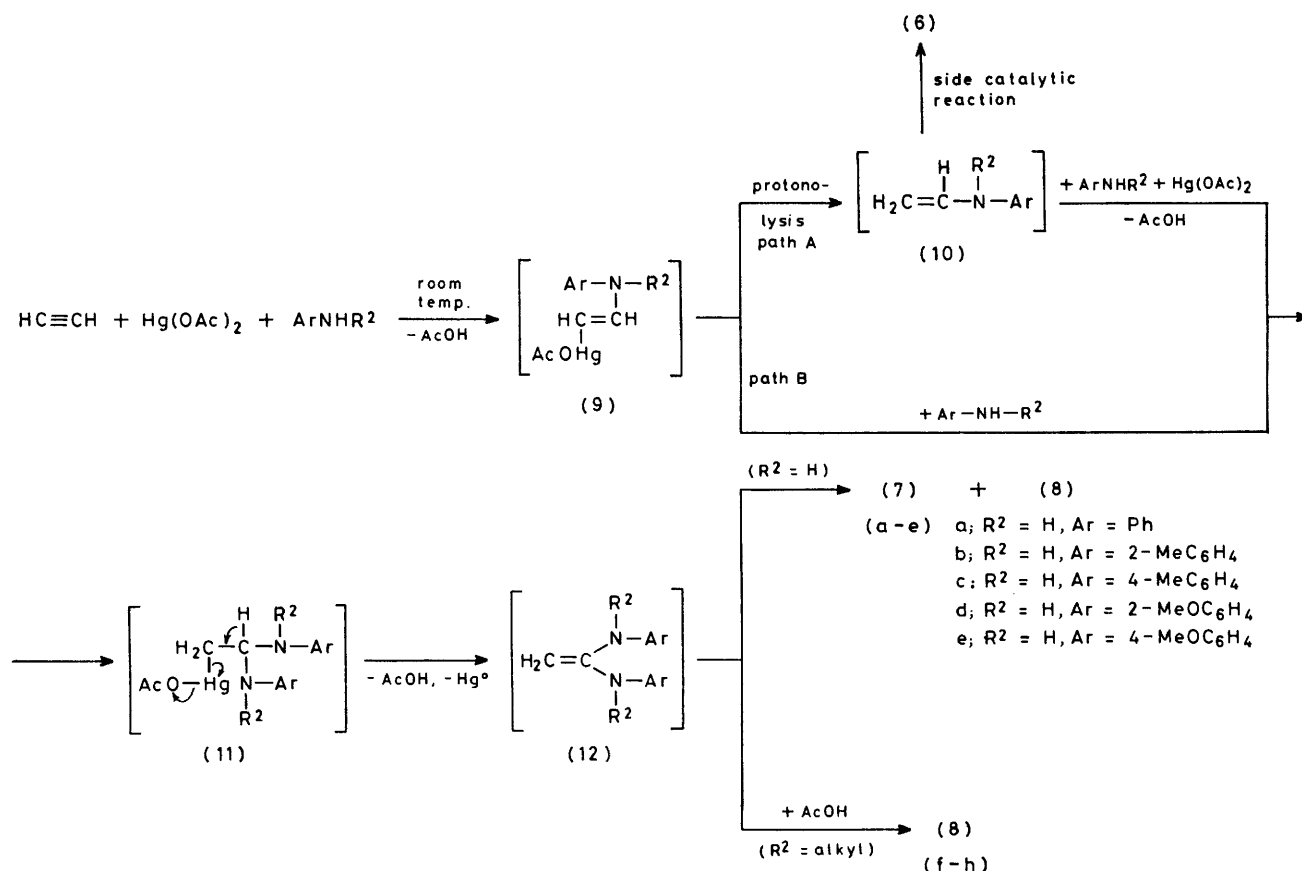 (6)
side catalytic
reaction
H R²
H₂C=C—N—Ar
(10)
protono-
lysis
path A
+ ArNHR² + Hg(OAc)₂
−AcOH
HC≡CH + Hg(OAc)₂ + ArNHR²
room
temp.
−AcOH
Ar—N—R²
HC=CH
AcOHg
(9)
path B
+ Ar—NH—R²
(R² = H)
(7) + (8)
(a-e)
a; R² = H, Ar = Ph
b; R² = H, Ar = 2-MeC₆H₄
c; R² = H, Ar = 4-MeC₆H₄
d; R² = H, Ar = 2-MeOC₆H₄
e; R² = H, Ar = 4-MeOC₆H₄
H R²
H₂C—C—N—Ar
AcO—Hg N—Ar
R²
(11)
−AcOH, −Hg°
R²
N—Ar
H₂C=C
N—Ar
R²
(12)
+ AcOH
(R² = alkyl)
(8)
(f-h)